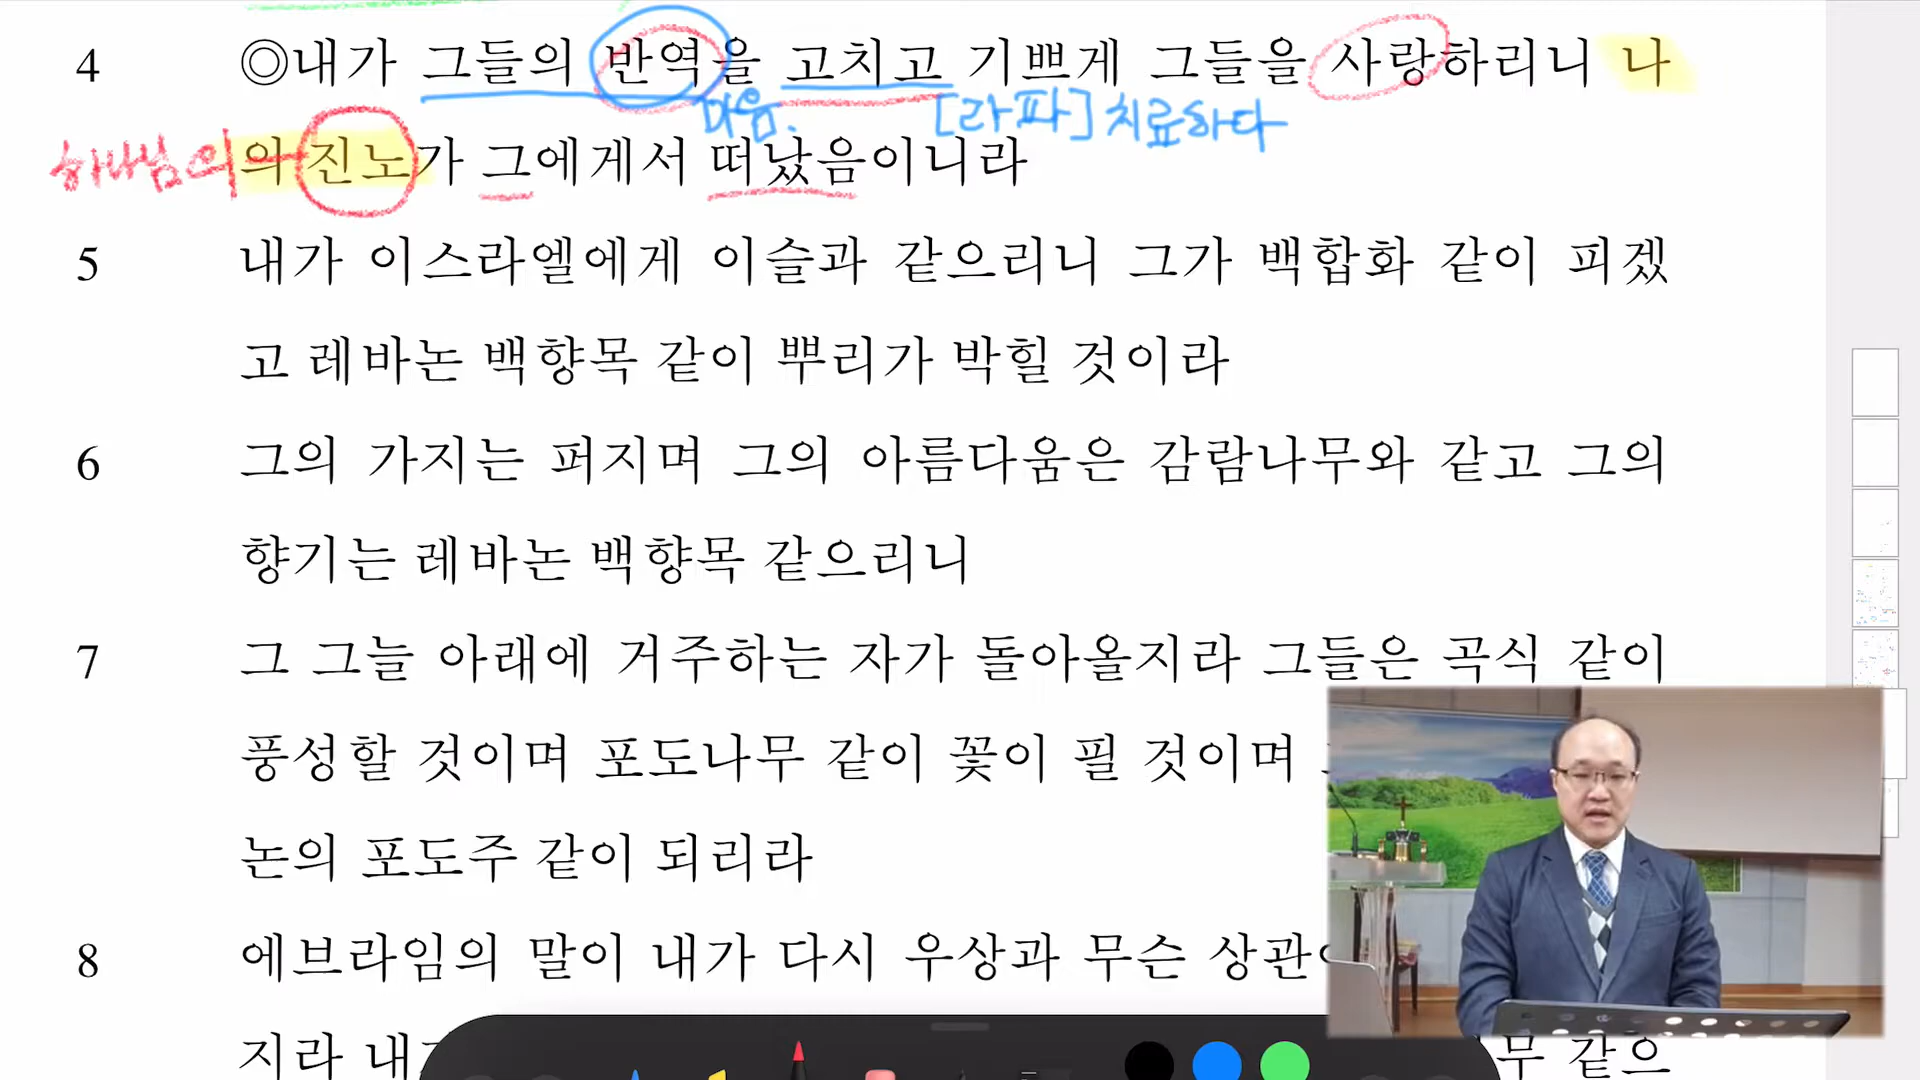 4 ◎내가 그들의 반역을 고치고 기쁘게 그들을 사랑하리니 나
마음. [라파] 치료하다
하나님의 의 진노가 그에게서 떠났음이니라
5 내가 이스라엘에게 이슬과 같으리니 그가 백합화 같이 피겠
고 레바논 백향목 같이 뿌리가 박힐 것이라
6 그의 가지는 퍼지며 그의 아름다움은 감람나무와 같고 그의
향기는 레바논 백향목 같으리니
7 그 그늘 아래에 거주하는 자가 돌아올지라 그들은 곡식 같이
풍성할 것이며 포도나무 같이 꽃이 필 것이며
논의 포도주 같이 되리라
8 에브라임의 말이 내가 다시 우상과 무슨 상관
지라 내 무 같으